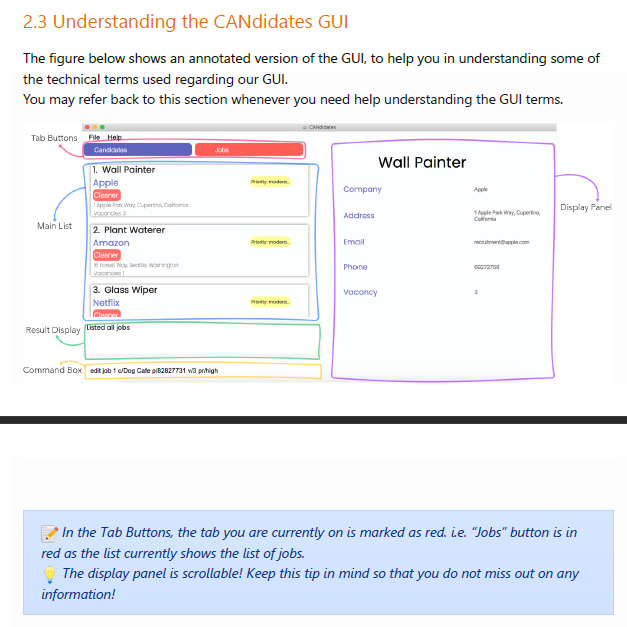 2.3 Understanding the CANdidates GUI
The figure below shows an annotated version of the GUI, to help you in understanding some of
the technical terms used regarding our GUI.
You may refer back to this section whenever you need help understanding the GUI terms.
CANdidates
Tab Buttons
File Help
Candidates
Jobs
1. Wall Painter
Apple
Priority: modera..
Cleaner
1 Apple Park Way, Cupertino, California
Vacancies 3
Main List
2. Plant Waterer
Amazon
Priority: modera..
Cleaner
16 Forest Way, Seattle, Washington
Vacancies 1
3. Glass Wiper
Netflix
Priority: modera..
Cleaner
Result Display
Listed all jobs
Command Box
edit job 1 c/Dog Cafe p/82827731 v/3 pr/high
Wall Painter
Company
Apple
Address
1 Apple Park Way, Cupertino,
California
Email
recruitment@apple.com
Phone
69272758
Vacancy
3
Display Panel
📝 In the Tab Buttons, the tab you are currently on is marked as red. i.e. “Jobs” button is in
red as the list currently shows the list of jobs.
💡 The display panel is scrollable! Keep this tip in mind so that you do not miss out on any
information!